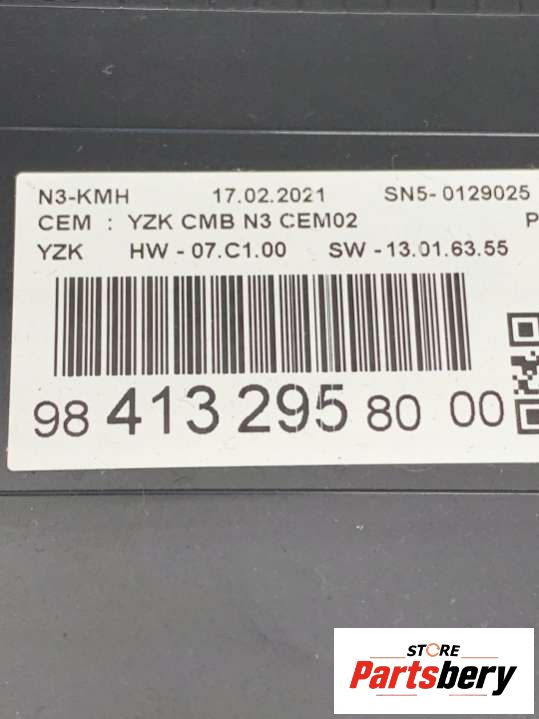 N3-KMH 17.02.2021 SN5- 0129025
CEM : YZK CMB N3 CEM02 P
YZK HW - 07.C1.00 SW - 13.01.63.55
98 413 295 80 00
STORE
Partsbery